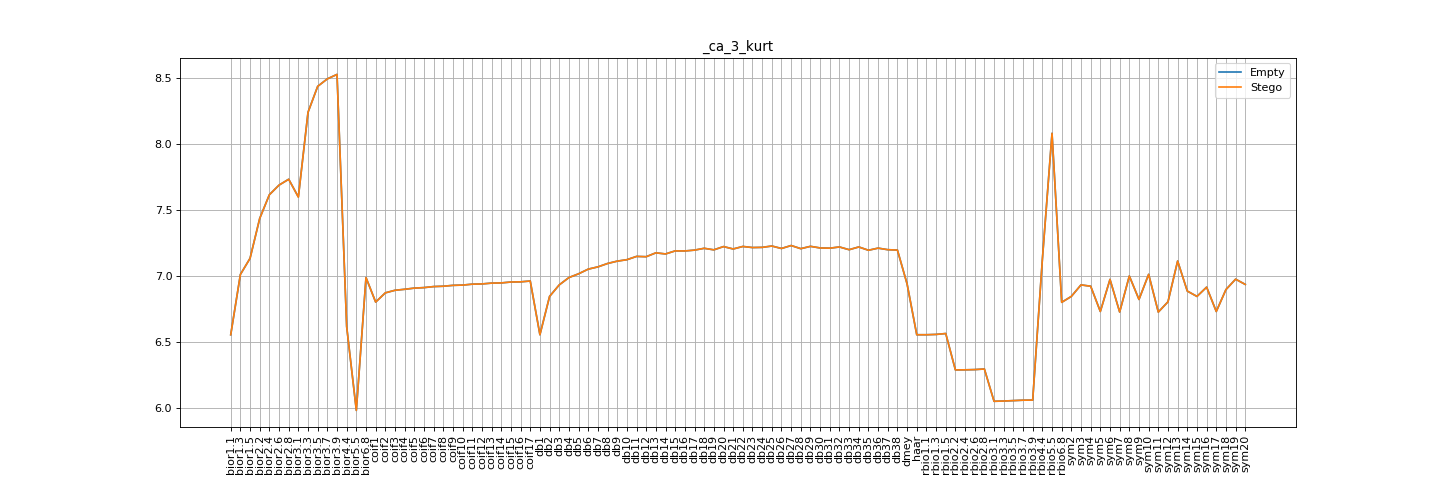 _ca_3_kurt
Empty
Stego
8.5
8.0
7.5
7.0
6.5
6.0
bior1.1
bior1.3
bior1.5
bior2.2
bior2.4
bior2.6
bior2.8
bior3.1
bior3.3
bior3.5
bior3.7
bior3.9
bior4.4
bior5.5
bior6.8
coif1
coif2
coif3
coif4
coif5
coif6
coif7
coif8
coif9
coif10
coif11
coif12
coif13
coif14
coif15
coif16
coif17
db1
db2
db3
db4
db5
db6
db7
db8
db9
db10
db11
db12
db13
db14
db15
db16
db17
db18
db19
db20
db21
db22
db23
db24
db25
db26
db27
db28
db29
db30
db31
db32
db33
db34
db35
db36
db37
db38
dmey
haar
rbio1.1
rbio1.3
rbio1.5
rbio2.2
rbio2.4
rbio2.6
rbio2.8
rbio3.1
rbio3.3
rbio3.5
rbio3.7
rbio3.9
rbio4.4
rbio5.5
rbio6.8
sym2
sym3
sym4
sym5
sym6
sym7
sym8
sym9
sym10
sym11
sym12
sym13
sym14
sym15
sym16
sym17
sym18
sym19
sym20